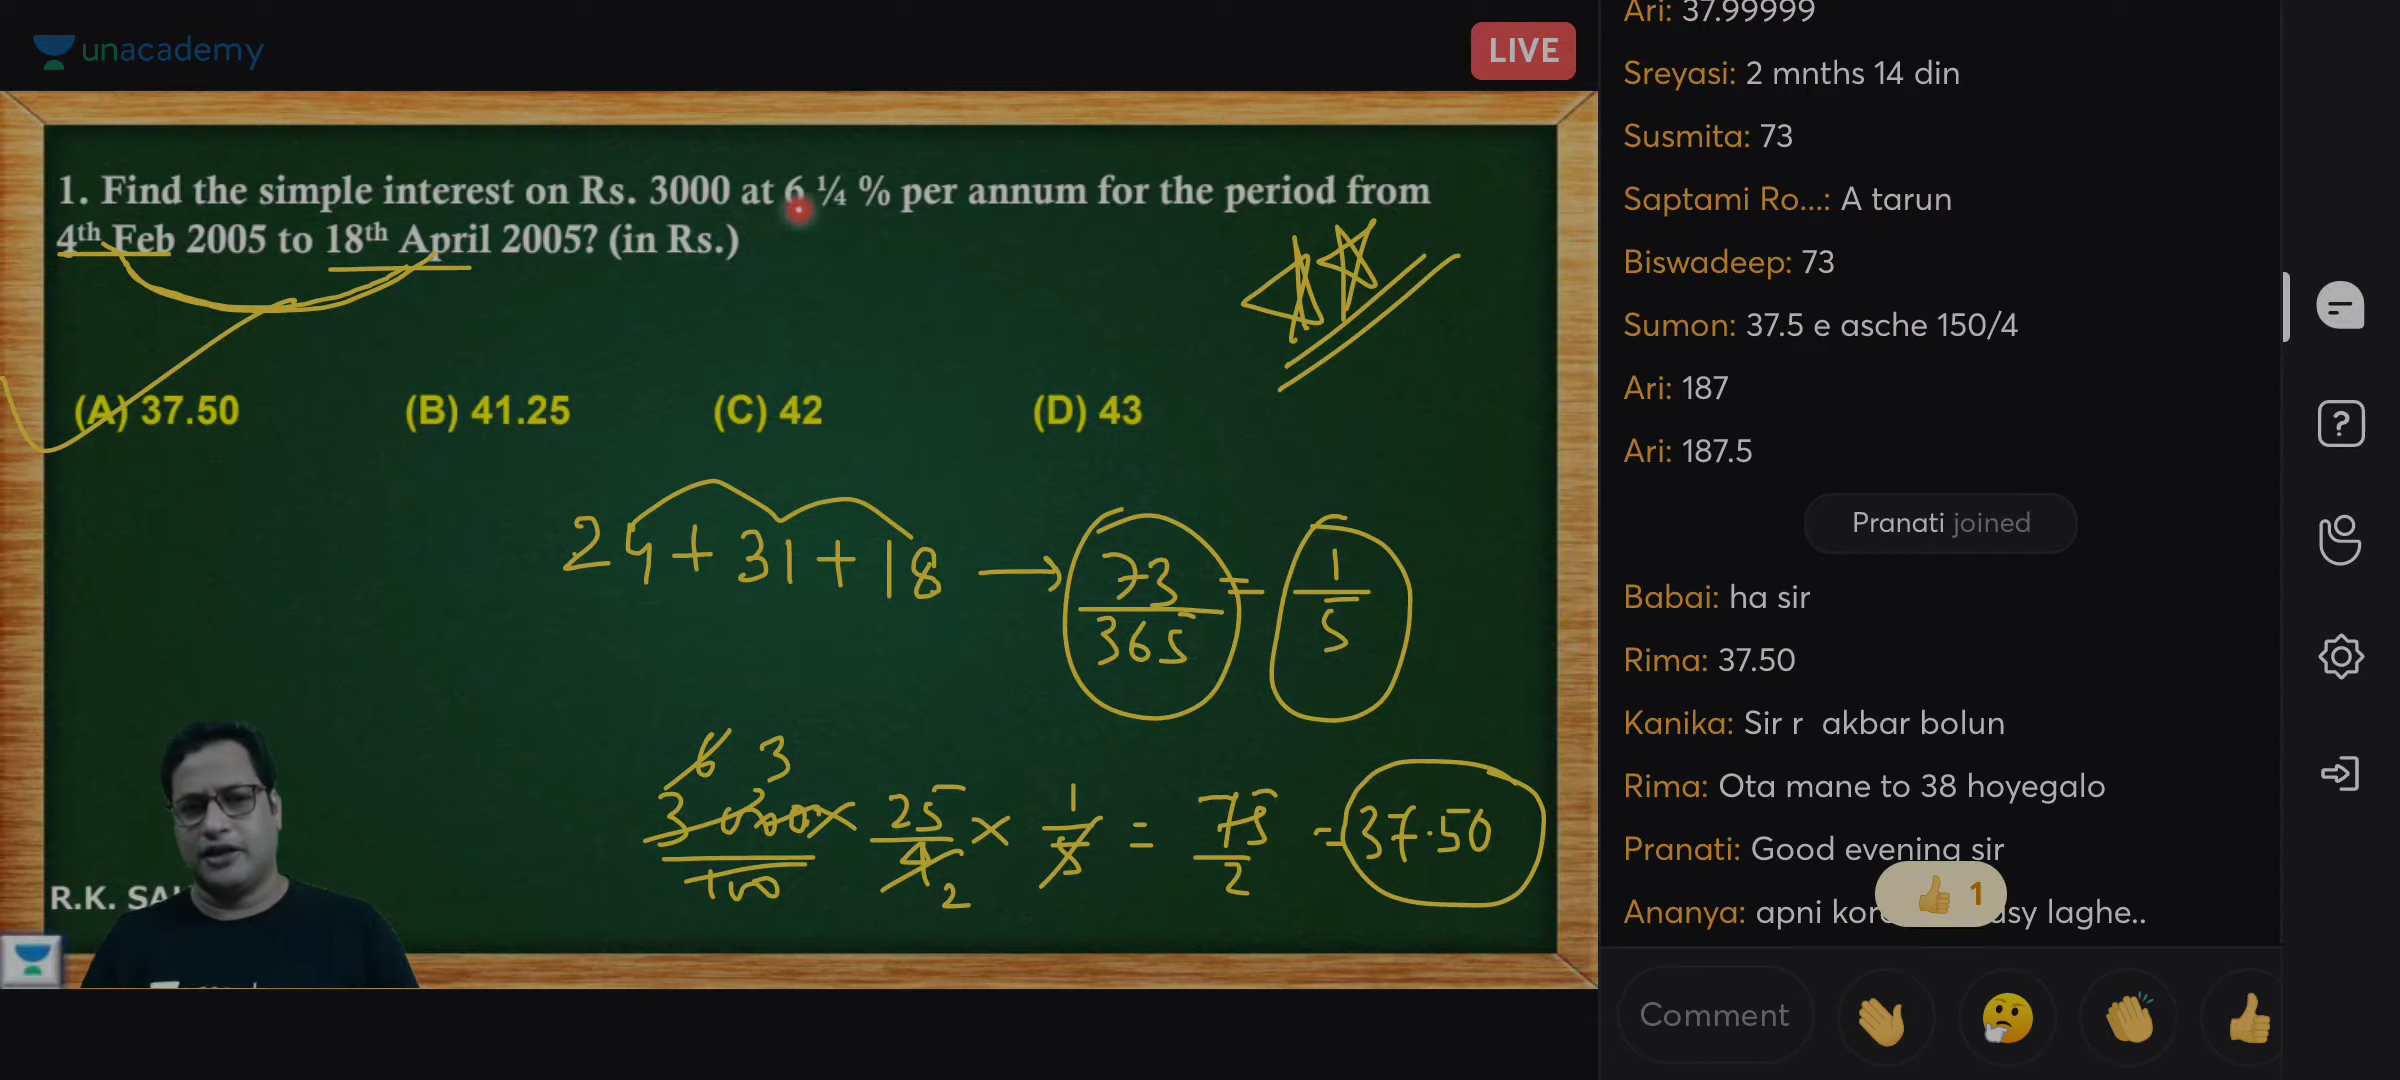 unacademy
LIVE
1. Find the simple interest on Rs. 3000 at 6 ¼ % per annum for the period from
4th Feb 2005 to 18th April 2005? (in Rs.)
(A) 37.50 (B) 41.25 (C) 42 (D) 43
24 + 31 + 18 → 73/365 = 1/5
6 3
3000/100 × 25/4 2 × 1/5 = 75/2 = 37.50
R.K.
Ari: 37.99999
Sreyasi: 2 mnths 14 din
Susmita: 73
Saptami Ro...: A tarun
Biswadeep: 73
Sumon: 37.5 e asche 150/4
Ari: 187
Ari: 187.5
Pranati joined
Babai: ha sir
Rima: 37.50
Kanika: Sir r akbar bolun
Rima: Ota mane to 38 hoyegalo
Pranati: Good evening sir
Ananya: apni laghe..
👍 1
Comment